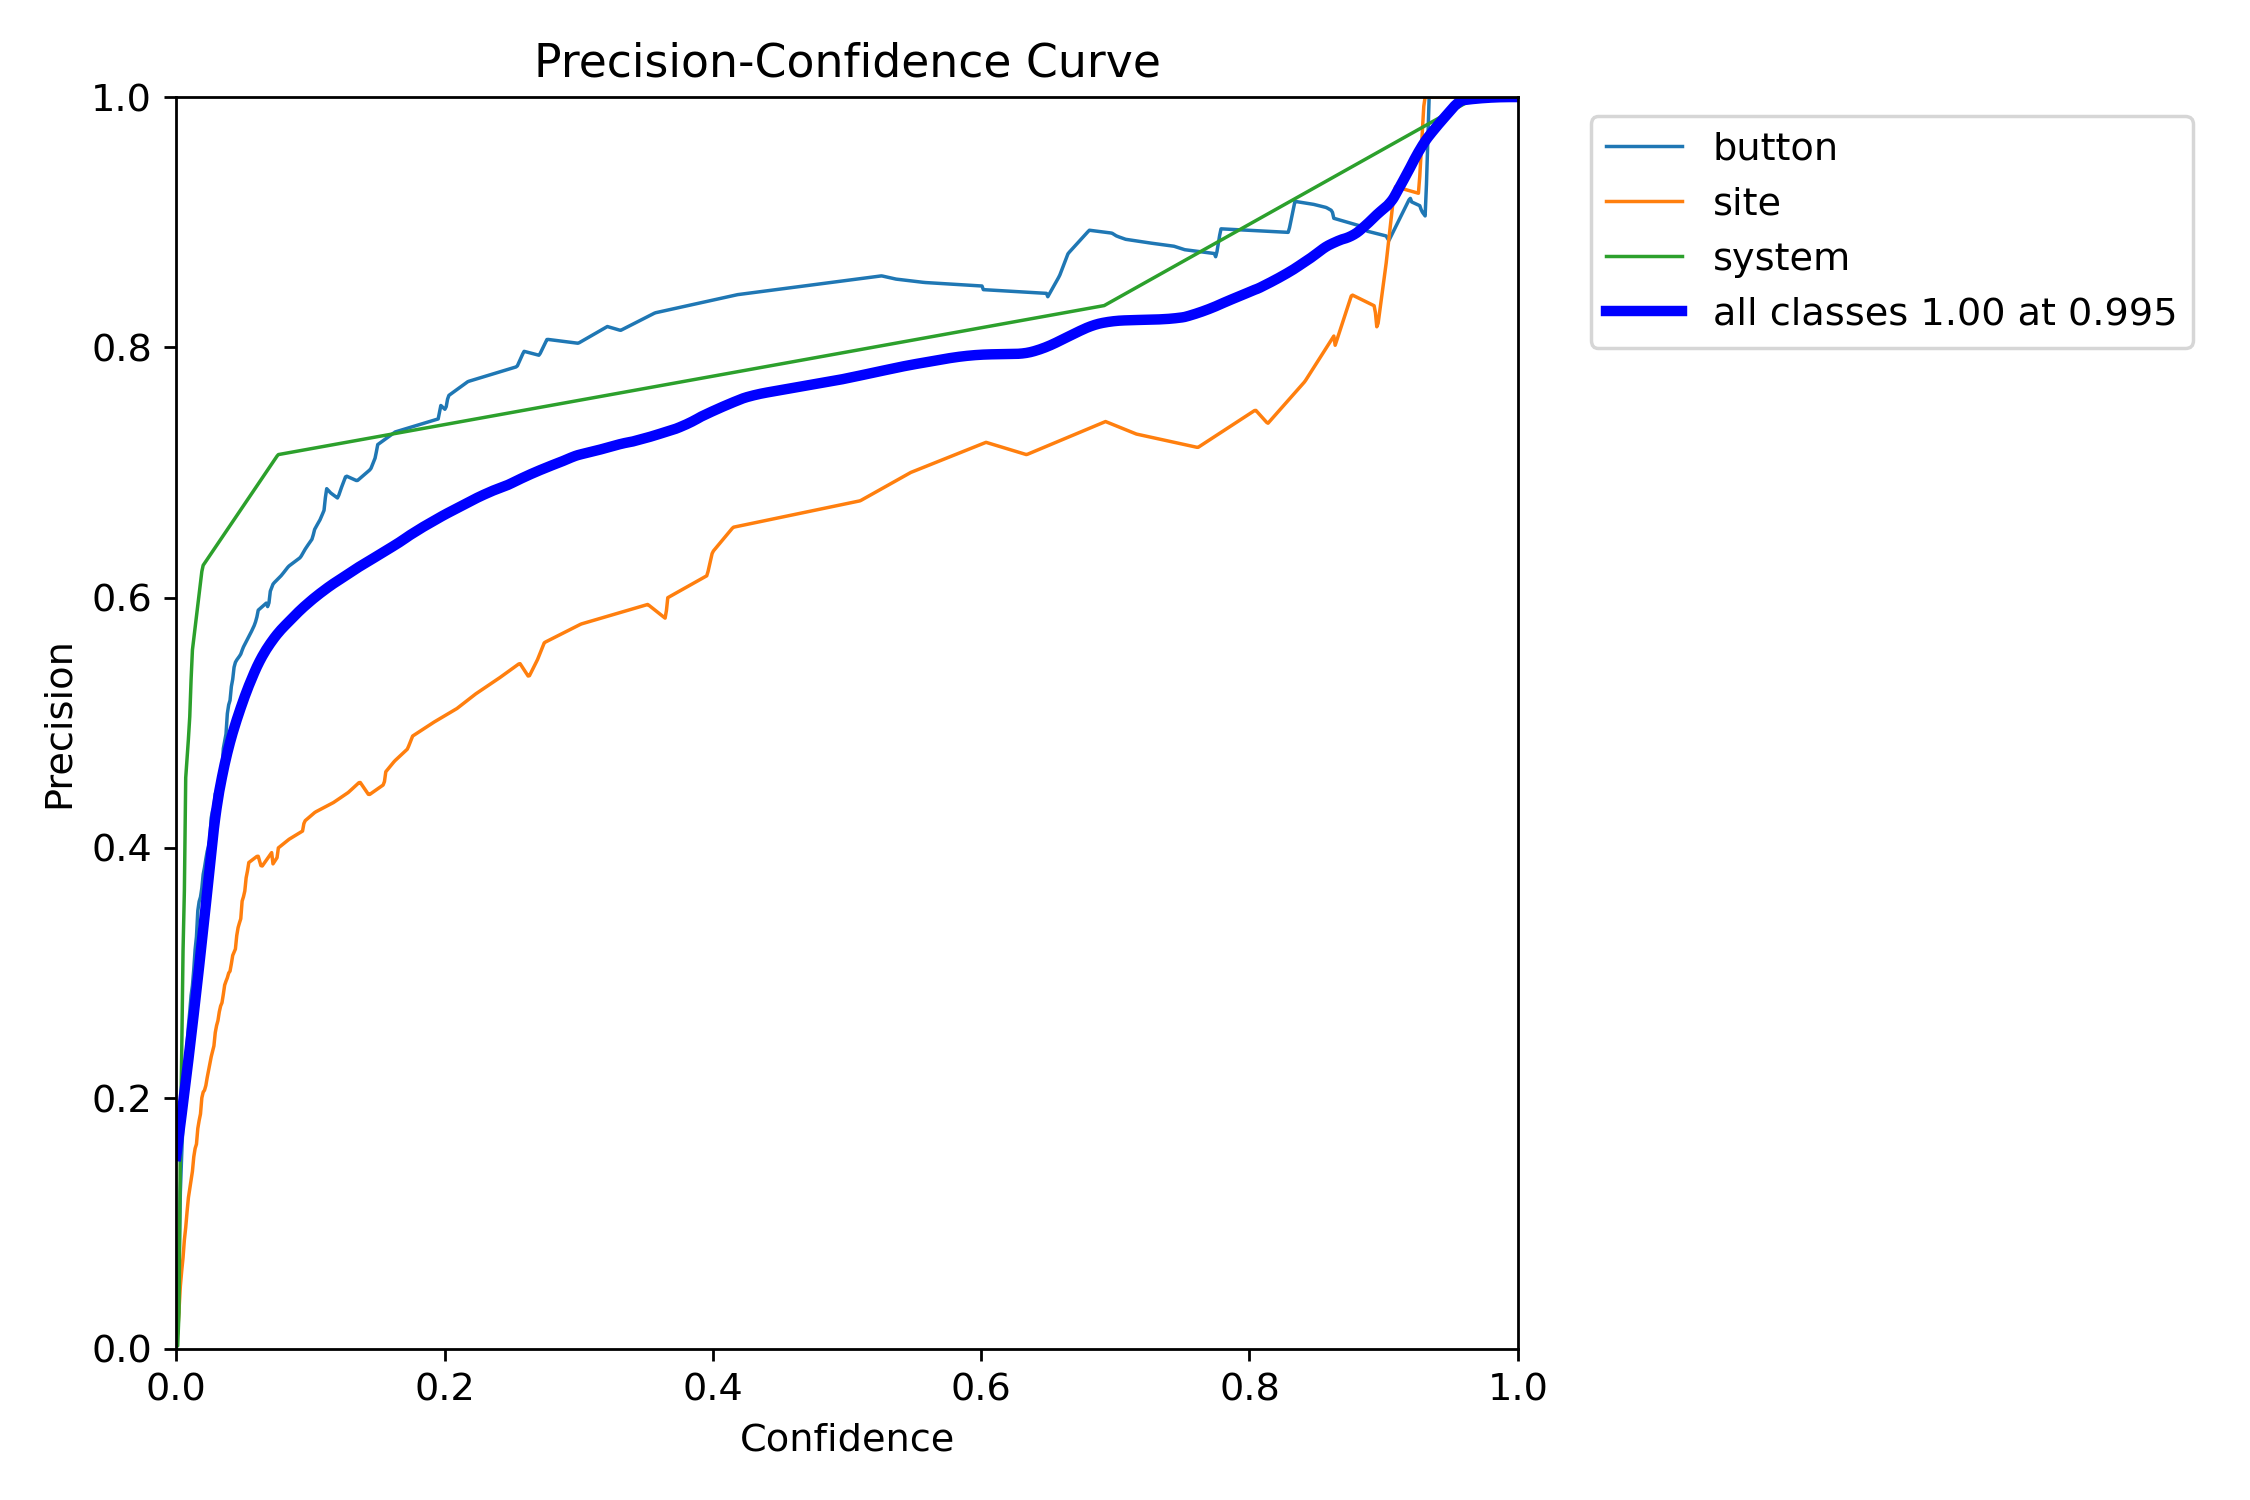 Precision-Confidence Curve
1.0
0.8
0.6
0.4
0.2
0.0
Precision
0.0 0.2 0.4 0.6 0.8 1.0
Confidence
button
site
system
all classes 1.00 at 0.995